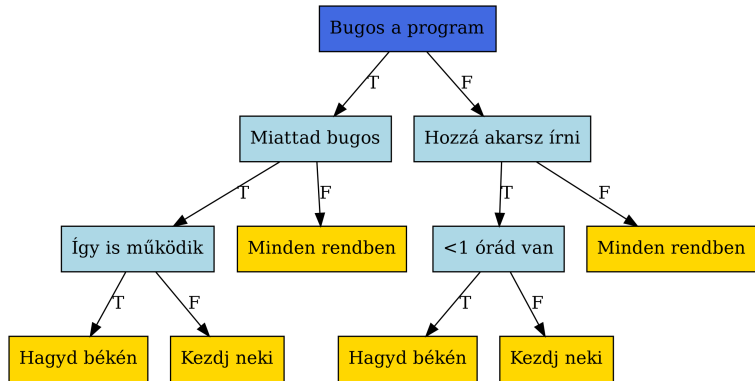 Bugos a program
T
F
Miattad bugos
Hozzá akarsz írni
T
F
T
F
Így is működik
Minden rendben
<1 órád van
Minden rendben
T
F
T
F
Hagyd békén
Kezdj neki
Hagyd békén
Kezdj neki